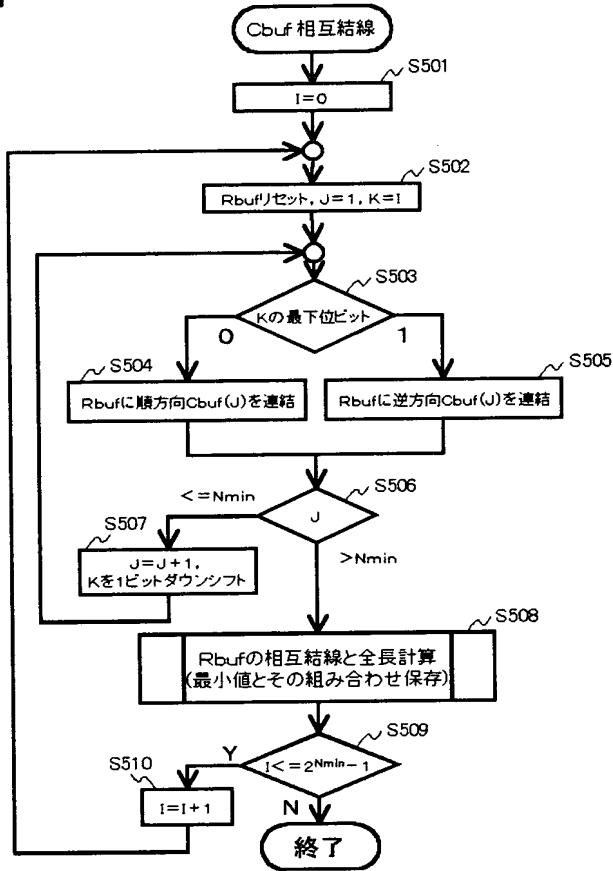 Cbuf 相互結線
S501
I=0
S502
Rbufリセット, J=1, K=I
S503
Kの最下位ビット
0
1
S504
Rbufに順方向Cbuf(J)を連結
S505
Rbufに逆方向Cbuf(J)を連結
S506
J
<=Nmin
>Nmin
S507
J=J+1,
Kを1ビットダウンシフト
S508
Rbufの相互結線と全長計算
(最小値とその組み合わせ保存)
S509
I<=2^Nmin-1
Y
N
S510
I=I+1
終了